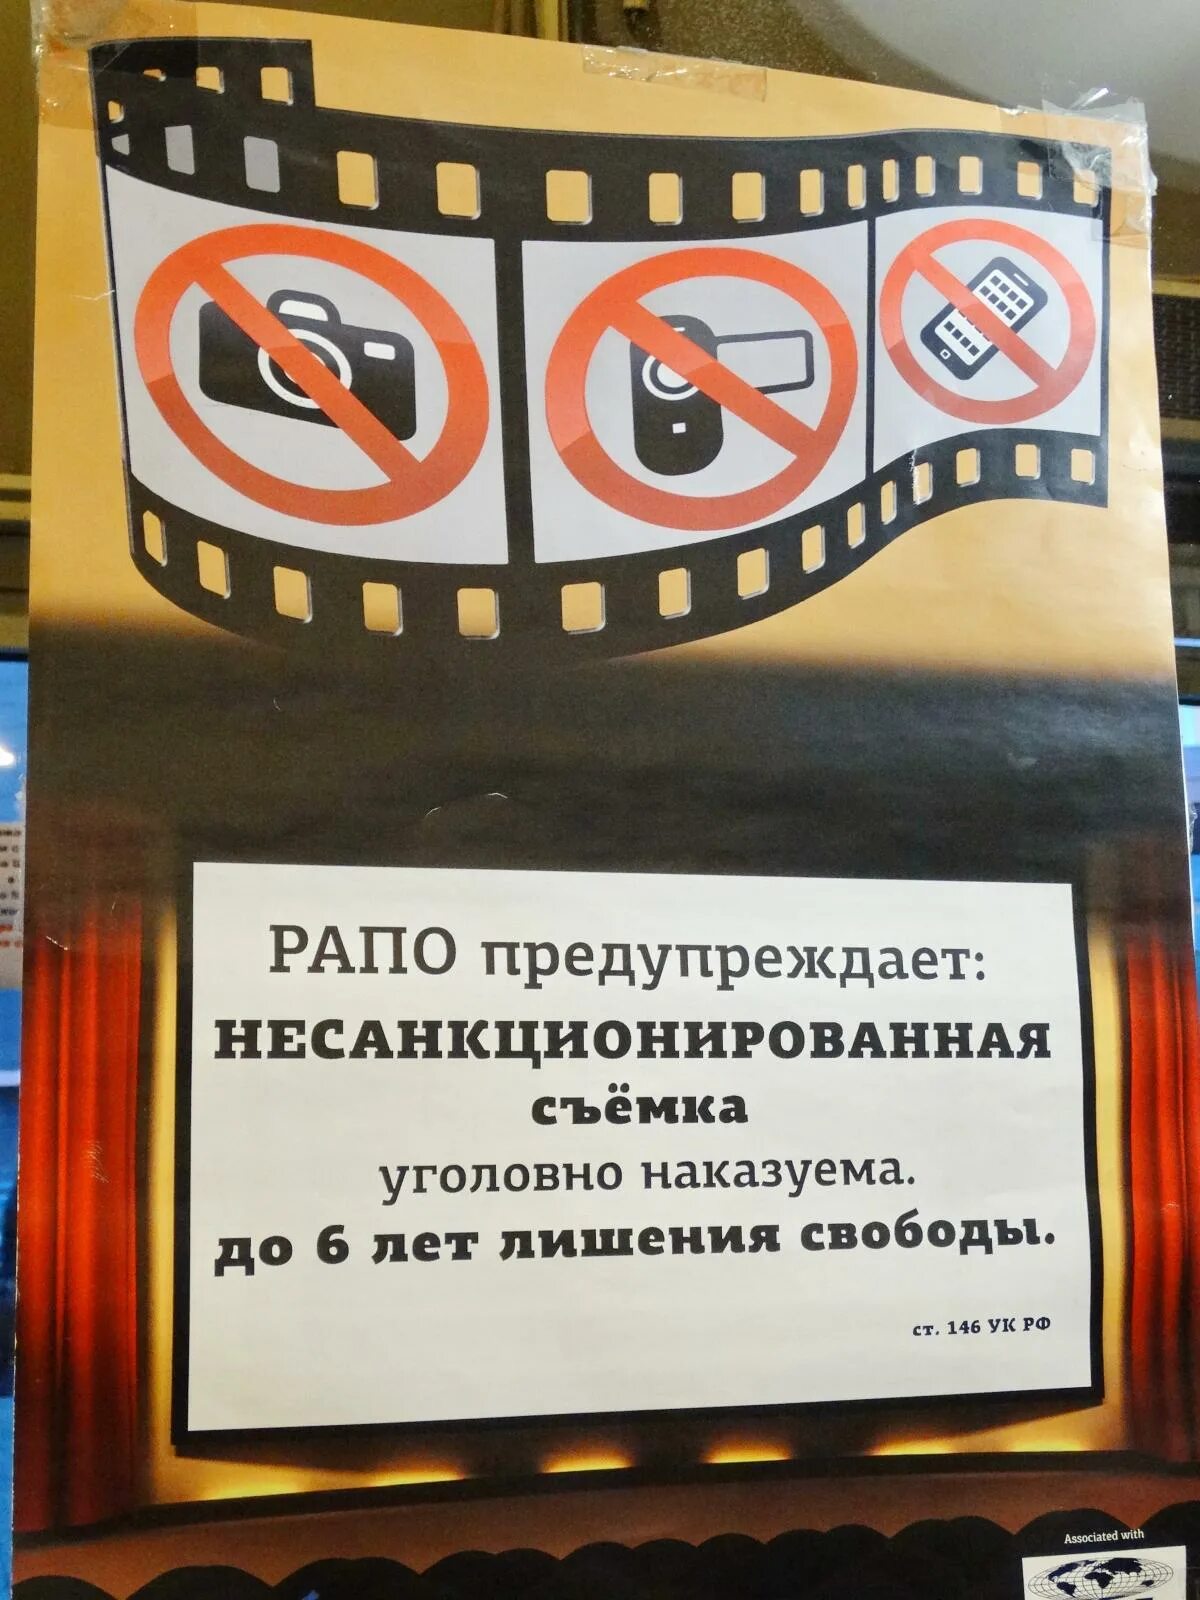 РАПО предупреждает:
НЕСАНКЦИОНИРОВАННАЯ
съёмка
уголовно наказуема.
до 6 лет лишения свободы.
ст. 146 УК РФ
Associated with